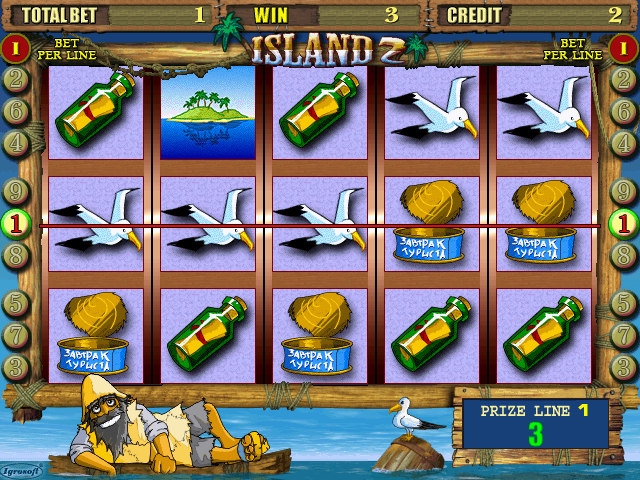 TOTAL BET 1 WIN 3 CREDIT 2
ISLAND 2
1 BET PER LINE
BET PER LINE 1
2 2
6 6
4 4
9 9
1 1
8 8
ЗАВТРАК ТУРИСТА
ЗАВТРАК ТУРИСТА
5 5
7 7
3 3
ЗАВТРАК ТУРИСТА
ЗАВТРАК ТУРИСТА
PRIZE LINE 1
3
Igrosoft